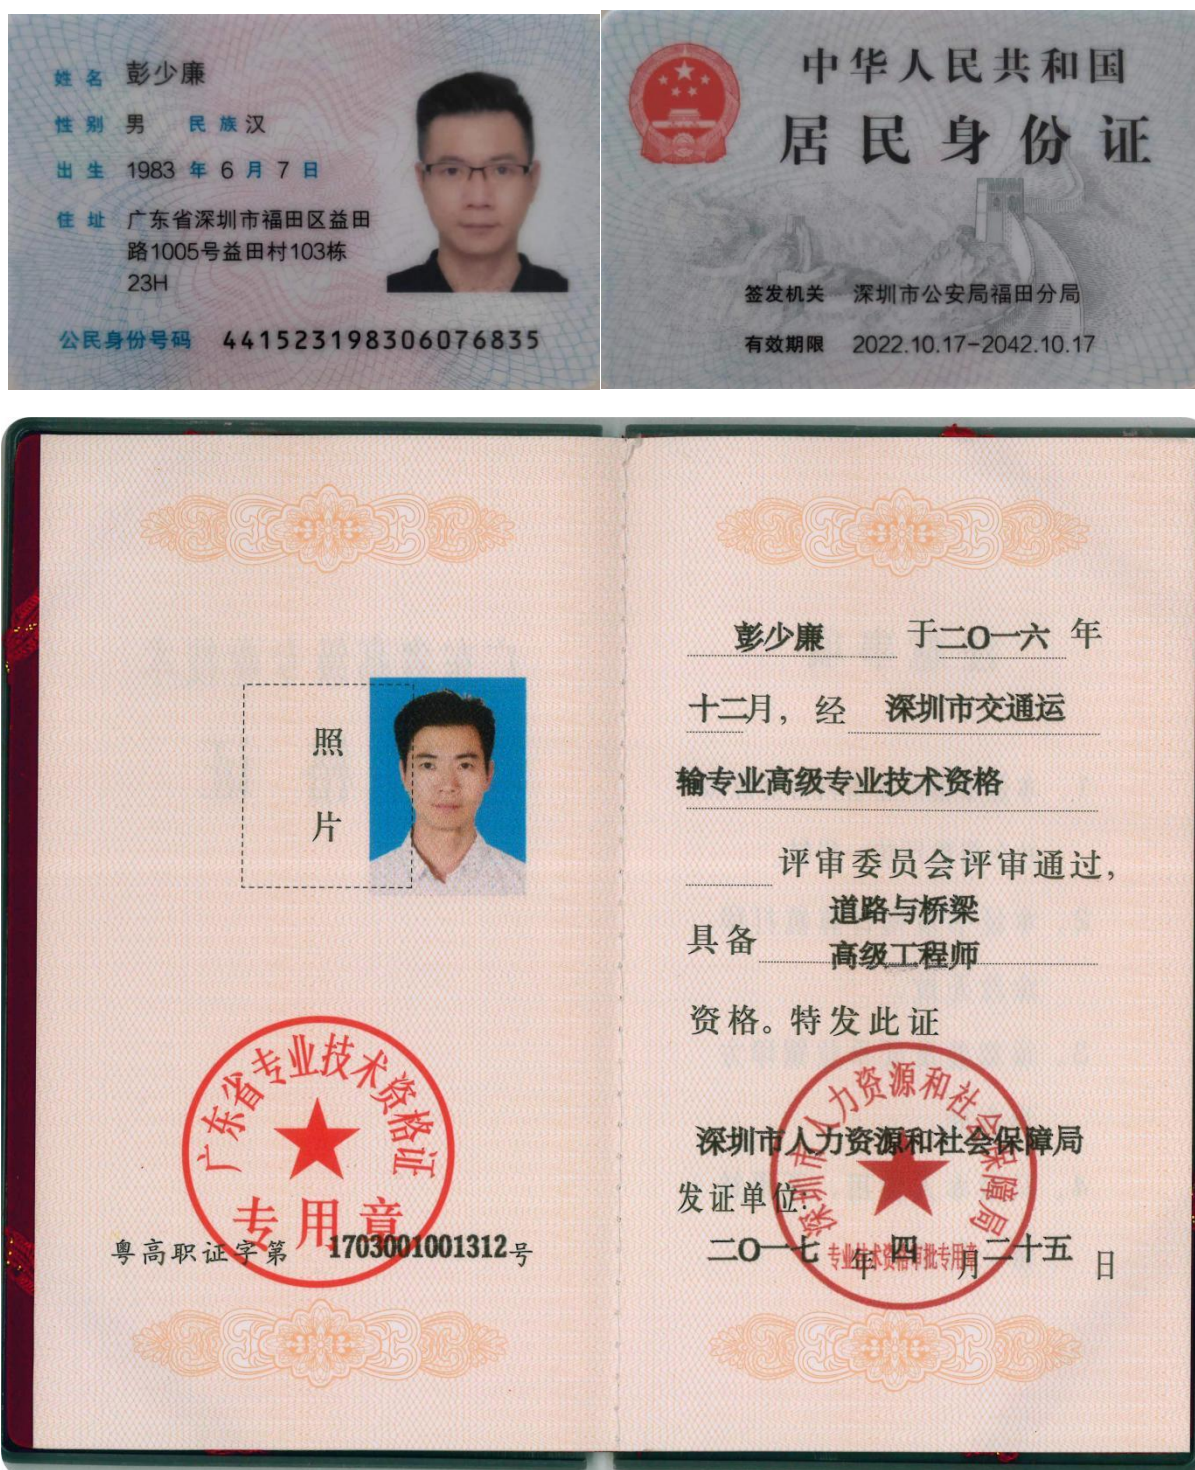 姓名 彭少廉
性别 男 民族 汉
出生 1983 年 6 月 7 日
住址 广东省深圳市福田区益田
路1005号益田村103栋
23H
公民身份号码 441523198306076835
中华人民共和国
居民身份证
签发机关 深圳市公安局福田分局
有效期限 2022.10.17-2042.10.17
照
片
广东省专业技术资格证
专用章
粤高职证字第 1703001001312号
彭少廉 于二O一六 年
十二月，经 深圳市交通运
输专业高级专业技术资格
评审委员会评审通过，
道路与桥梁
具备 高级工程师
资格。特发此证
深圳市人力资源和社会保障局
深圳市人力资源和社会保障局
发证单位：
二O一七 年 四 月 二十五 日
专业技术资格审批专用章